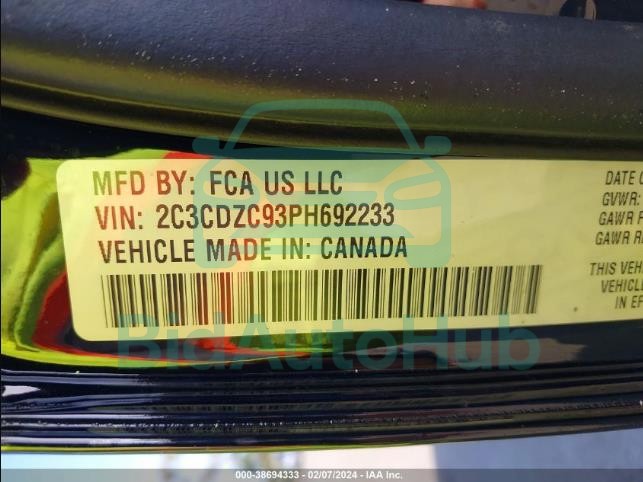 MFD BY: FCA US LLC
VIN: 2C3CDZC93PH692233
VEHICLE MADE IN: CANADA
DATE O
GVWR:
GAWR F
GAWR R
THIS VEH
VEHICLE
IN EF
BidAutoHub
000-38694333 - 02/07/2024 - IAA Inc.